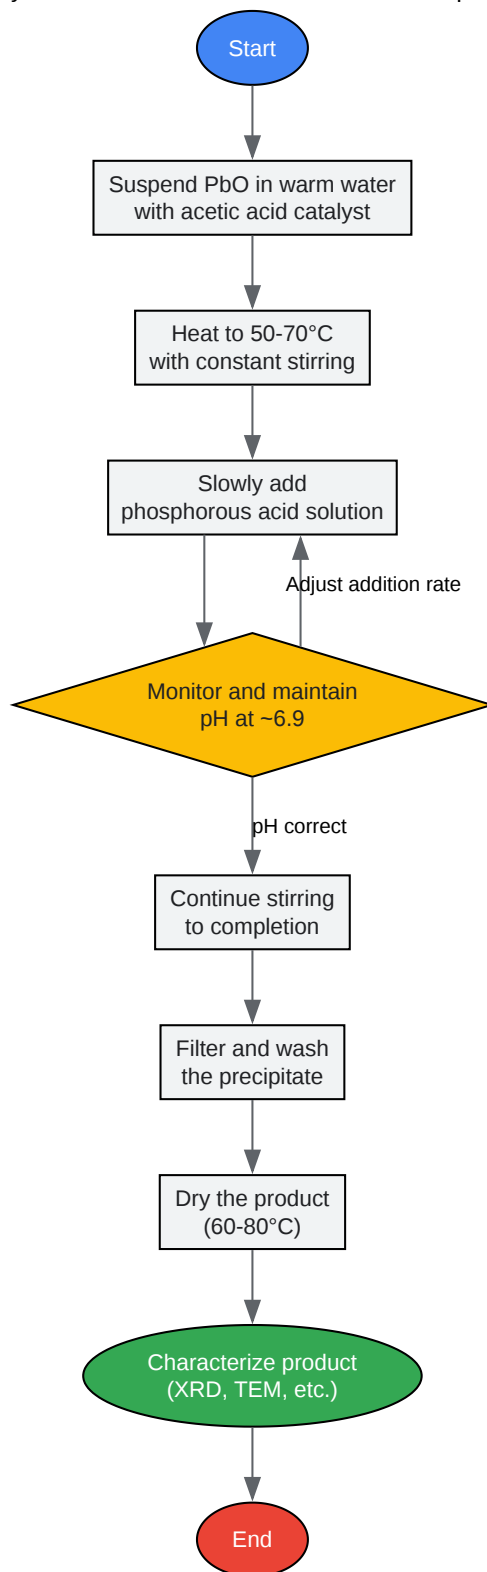 Start
Suspend PbO in warm water
with acetic acid catalyst
Heat to 50-70°C
with constant stirring
Slowly add
phosphorous acid solution
Adjust addition rate
Monitor and maintain
pH at ~6.9
pH correct
Continue stirring
to completion
Filter and wash
the precipitate
Dry the product
(60-80°C)
Characterize product
(XRD, TEM, etc.)
End